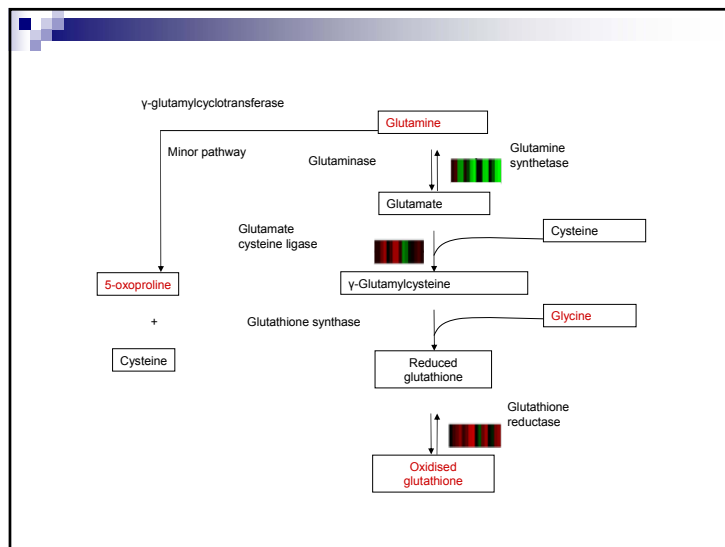 γ-glutamylcyclotransferase
Glutamine
Minor pathway
Glutaminase
Glutamine
synthetase
Glutamate
Glutamate
cysteine ligase
Cysteine
5-oxoproline
γ-Glutamylcysteine
+
Glutathione synthase
Glycine
Cysteine
Reduced
glutathione
Glutathione
reductase
Oxidised
glutathione